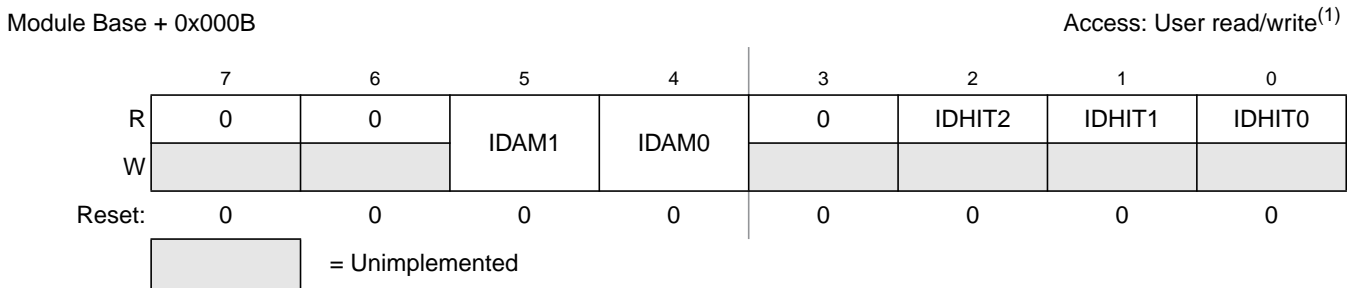 Module Base + 0x000B Access: User read/write(1)
7 6 5 4 3 2 1 0
R 0 0 IDAM1 IDAM0 0 IDHIT2 IDHIT1 IDHIT0
W
Reset: 0 0 0 0 0 0 0 0
= Unimplemented